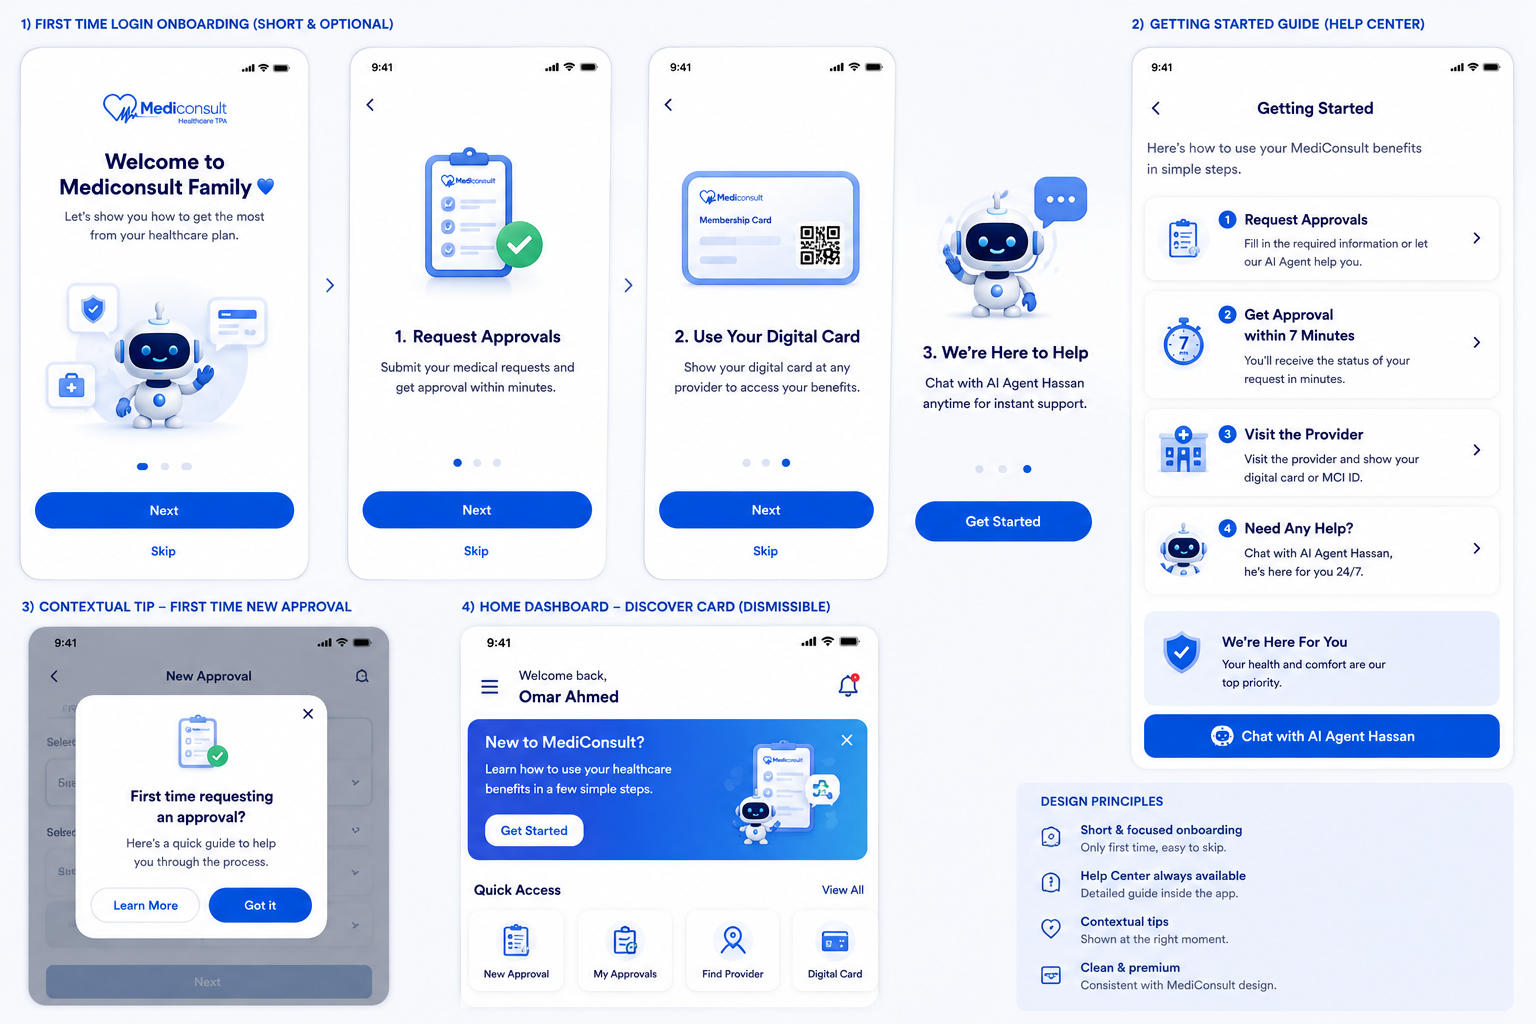 1) FIRST TIME LOGIN ONBOARDING (SHORT & OPTIONAL)
Mediconsult
Healthcare TPA
Welcome to
Mediconsult Family
Let's show you how to get the most
from your healthcare plan.
Next
Skip
9:41
Mediconsult
1. Request Approvals
Submit your medical requests and
get approval within minutes.
Next
Skip
9:41
Mediconsult
Membership Card
2. Use Your Digital Card
Show your digital card at any
provider to access your benefits.
Next
Skip
3. We're Here to Help
Chat with AI Agent Hassan
anytime for instant support.
Get Started
2) GETTING STARTED GUIDE (HELP CENTER)
9:41
Getting Started
Here's how to use your MediConsult benefits
in simple steps.
1 Request Approvals
Fill in the required information or let
our AI Agent help you.
7
2 Get Approval
within 7 Minutes
You'll receive the status of your
request in minutes.
3 Visit the Provider
Visit the provider and show your
digital card or MCI ID.
4 Need Any Help?
Chat with AI Agent Hassan,
he's here for you 24/7.
We're Here For You
Your health and comfort are our
top priority.
Chat with AI Agent Hassan
3) CONTEXTUAL TIP – FIRST TIME NEW APPROVAL
9:41
New Approval
First time requesting
an approval?
Here's a quick guide to help
you through the process.
Learn More
Got it
Next
4) HOME DASHBOARD – DISCOVER CARD (DISMISSIBLE)
9:41
Welcome back,
Omar Ahmed
New to MediConsult?
Learn how to use your healthcare
benefits in a few simple steps.
Get Started
Mediconsult
Quick Access
View All
New Approval
My Approvals
Find Provider
Digital Card
DESIGN PRINCIPLES
Short & focused onboarding
Only first time, easy to skip.
Help Center always available
Detailed guide inside the app.
Contextual tips
Shown at the right moment.
Clean & premium
Consistent with MediConsult design.